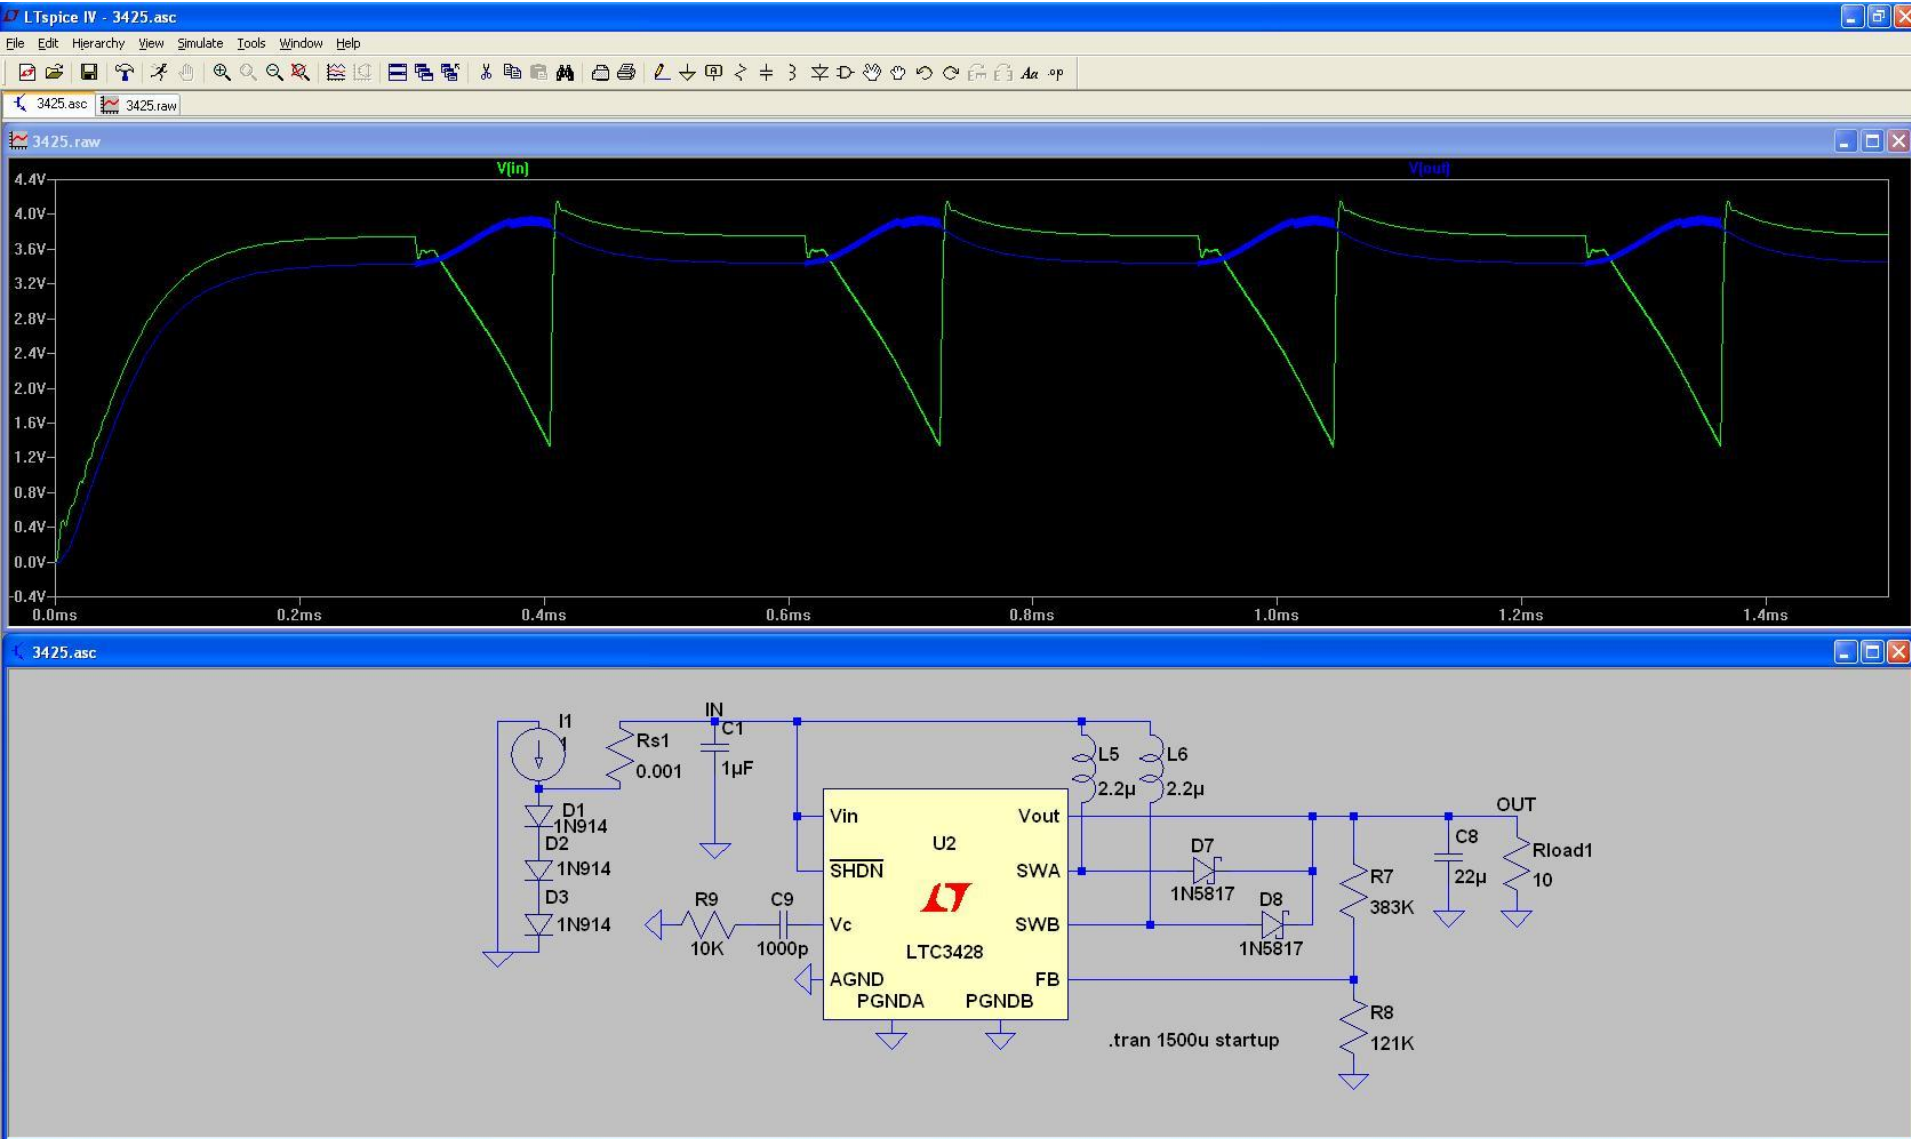 LTspice IV - 3425.asc
File Edit Hierarchy View Simulate Tools Window Help
Aa .op
3425.asc 3425.raw
3425.raw
V(in) V(out)
4.4V
4.0V
3.6V
3.2V
2.8V
2.4V
2.0V
1.6V
1.2V
0.8V
0.4V
0.0V
-0.4V
0.0ms 0.2ms 0.4ms 0.6ms 0.8ms 1.0ms 1.2ms 1.4ms
3425.asc
I1
1
Rs1
0.001
IN
C1
1µF
L5
2.2µ
L6
2.2µ
D1
1N914
D2
1N914
D3
1N914
R9
10K
C9
1000p
Vin
SHDN
Vc
AGND
PGNDA PGNDB
U2
LTC3428
Vout
SWA
SWB
FB
D7
1N5817
D8
1N5817
R7
383K
R8
121K
C8
22µ
OUT
Rload1
10
.tran 1500u startup